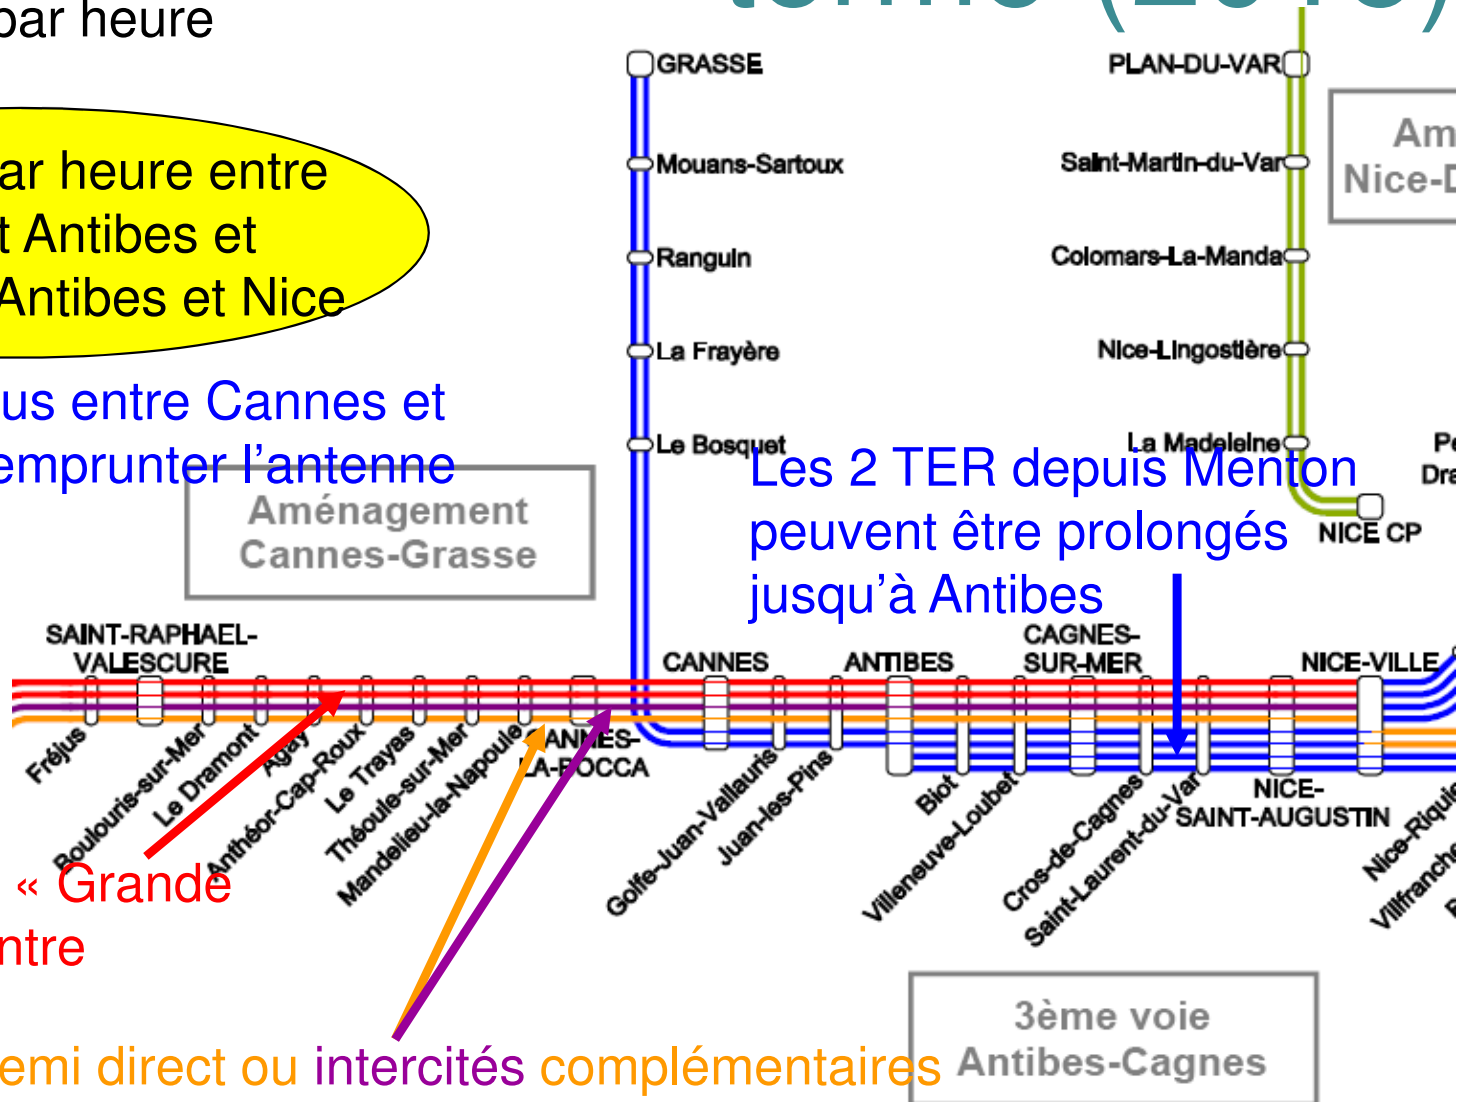 par heure
terme (2015)
GRASSE
PLAN-DU-VAR
Mouans-Sartoux
Saint-Martin-du-Var
Nice-
ar heure entre
t Antibes et
Antibes et Nice
Ranguin
Colomars-La-Manda
La Frayère
Nice-Lingostière
us entre Cannes et
emprunter l'antenne
Le Bosquet
La Madeleine
Les 2 TER depuis Menton
peuvent être prolongés
jusqu'à Antibes
NICE CP
Aménagement
Cannes-Grasse
SAINT-RAPHAEL-
VALESCURE
CANNES
ANTIBES
CAGNES-
SUR-MER
NICE-VILLE
CANNES-
LA-BOCCA
Fréjus
Boulouris-sur-Mer
Le Dramont
Agay
Anthéor-Cap-Roux
Le Trayas
Théoule-sur-Mer
Mandelieu-la-Napoule
Golfe-Juan-Vallauris
Juan-les-Pins
Biot
Villeneuve-Loubet
Cros-de-Cagnes
Saint-Laurent-du-Var
NICE-
SAINT-AUGUSTIN
Nice-Riquie
Villfranche
« Grande
ntre
emi direct ou intercités complémentaires
3ème voie
Antibes-Cagnes